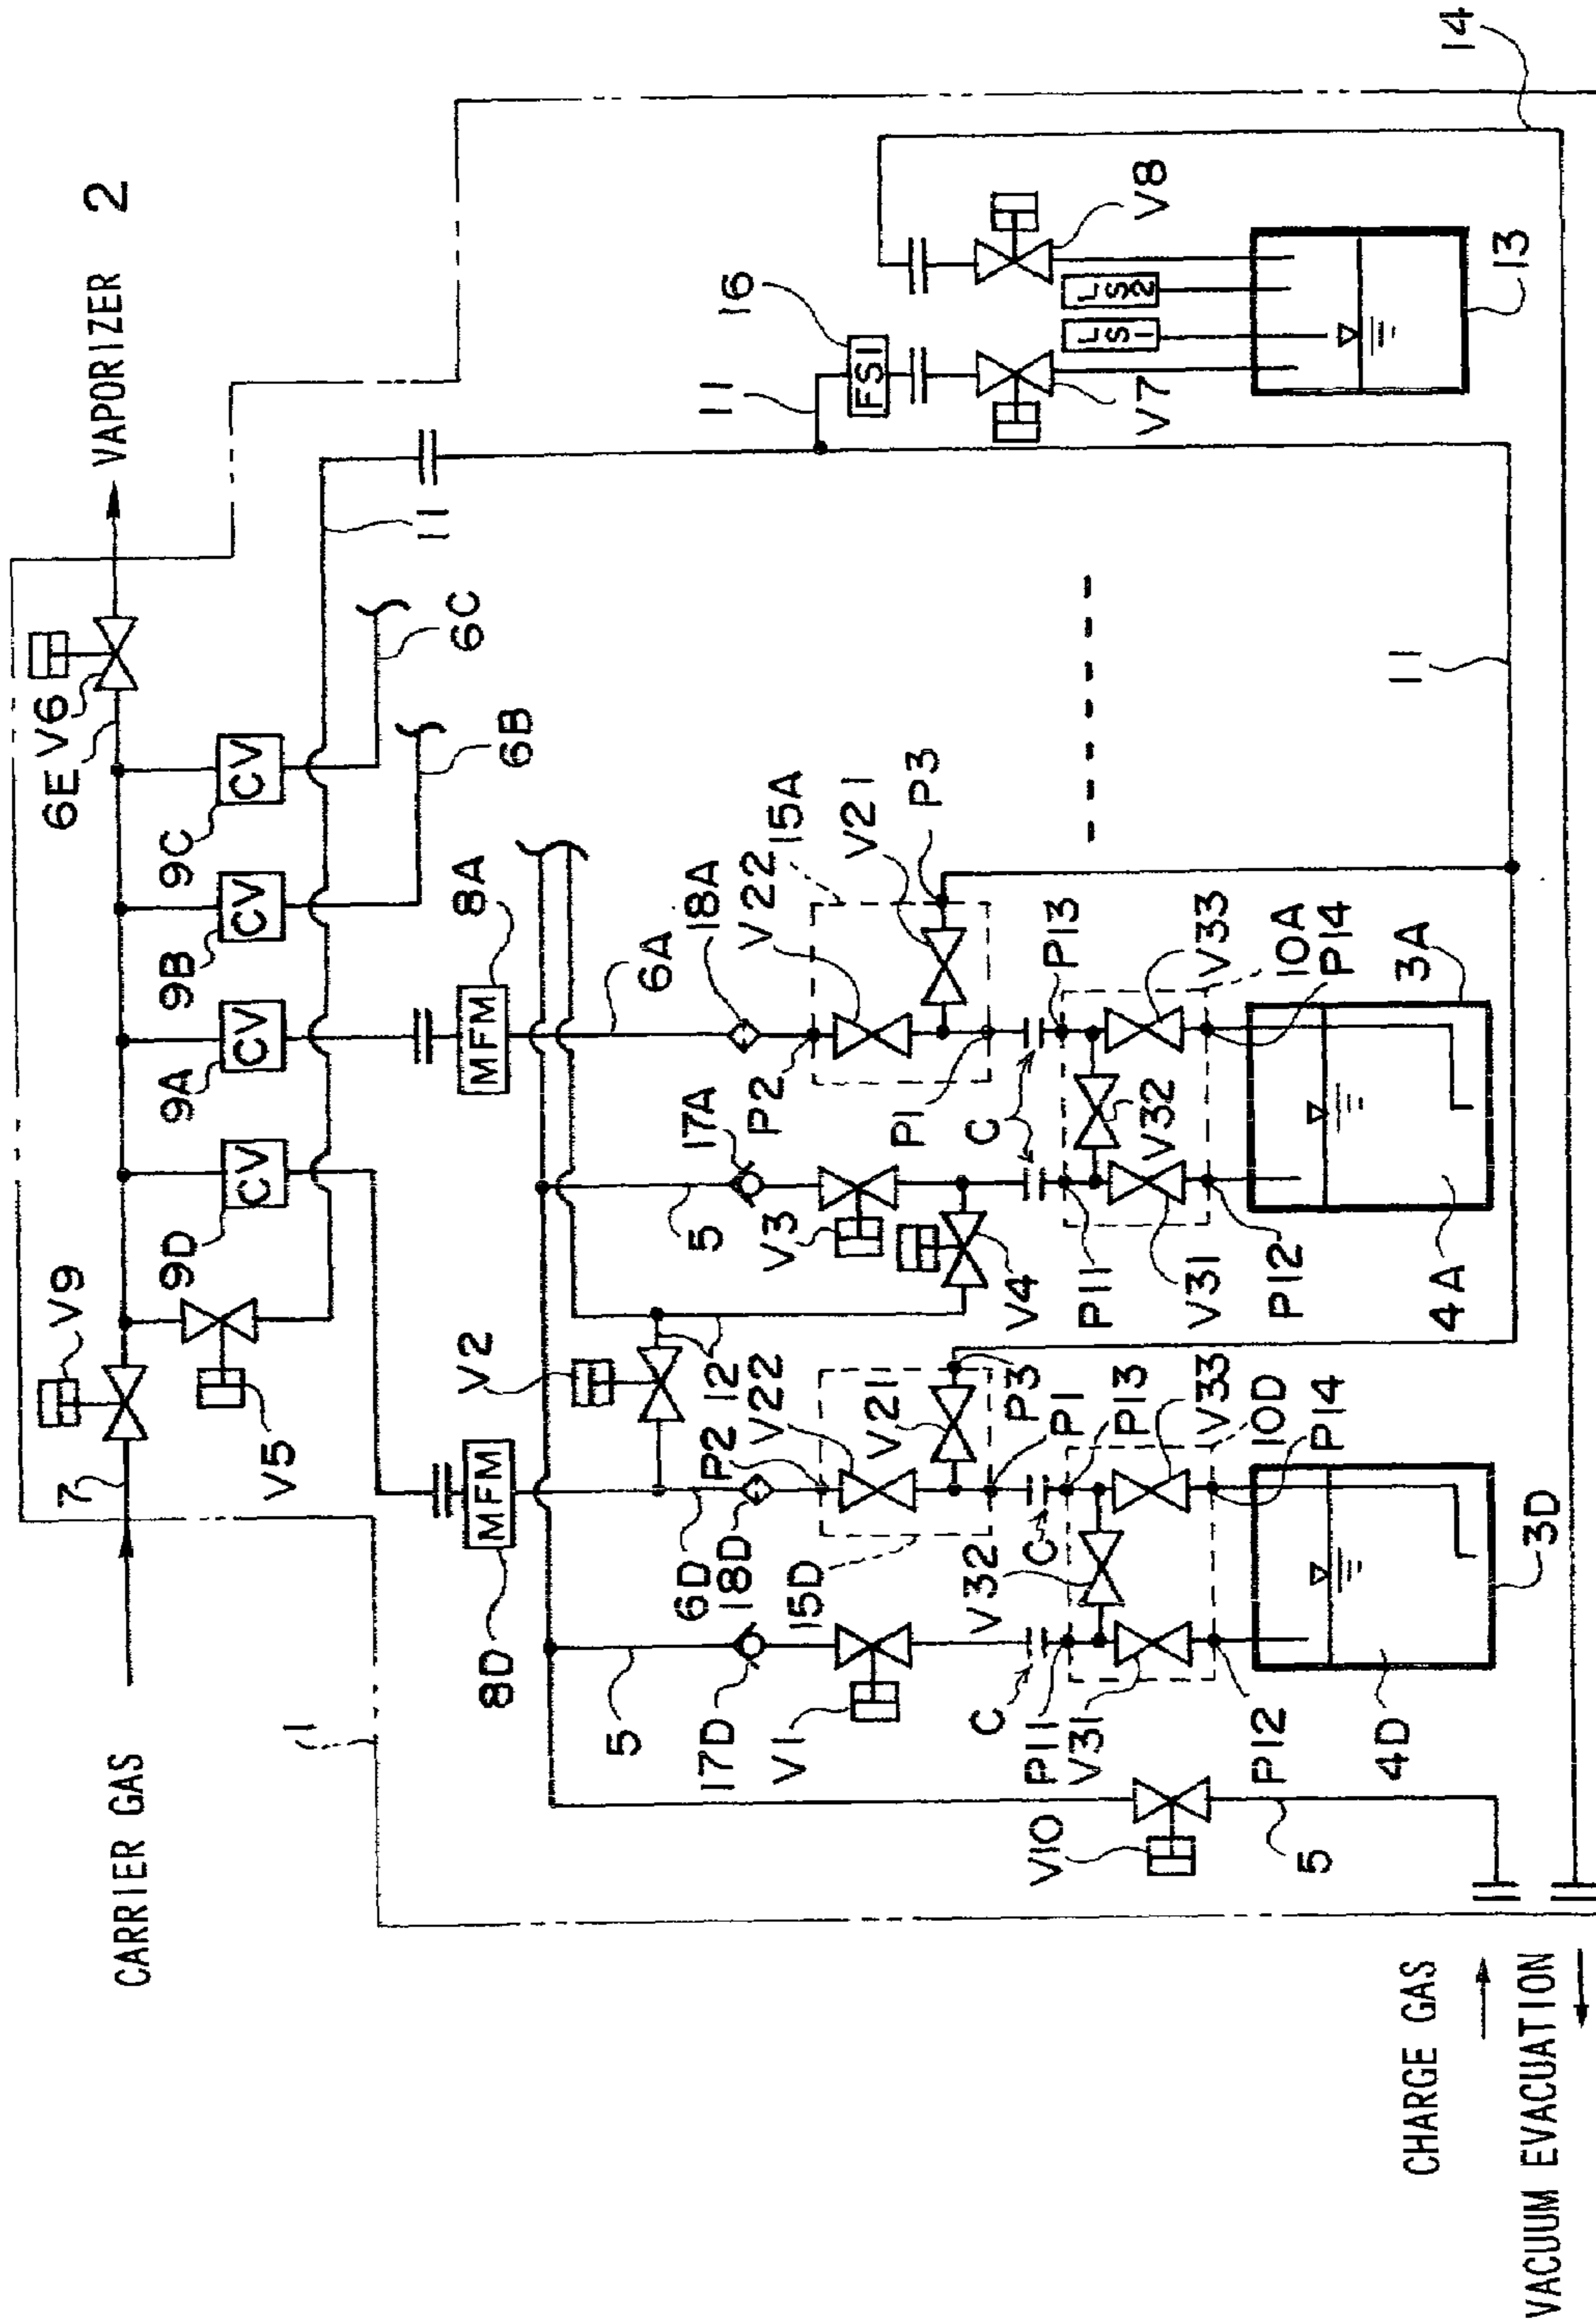 CARRIER GAS
VAPORIZER 2
7
V9
V6
6E
9D
9A
9B
9C
CV
CV
CV
CV
V5
11
6C
6B
1
8D
MFM
MFM
8A
V2
12
5
5
6D
18D
17D
15D
P2
V22
V21
P3
V1
17A
V3
V4
P2
6A
18A
V22
15A
V21
P3
P1
C
P13
P11
V31
V32
V33
10A
P14
P12
4A
3A
P1
C
C
P13
P11
V31
V32
V33
10D
P14
P12
4D
3D
V10
5
11
11
16
FS1
V7
V8
LS1
LS2
13
14
CHARGE GAS
VACUUM EVACUATION